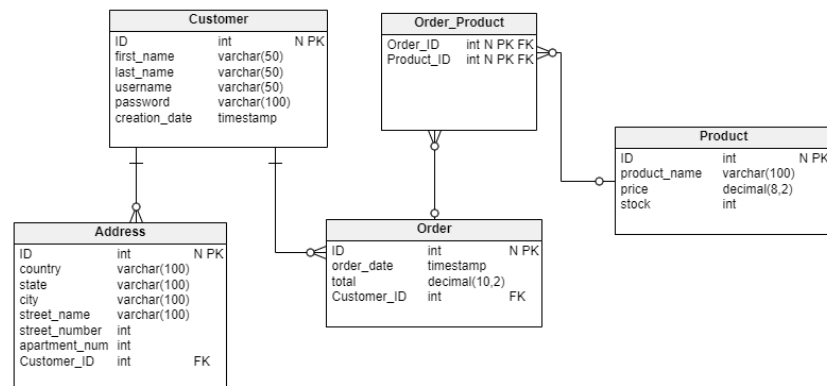 Customer
ID int N PK
first_name varchar(50)
last_name varchar(50)
username varchar(50)
password varchar(100)
creation_date timestamp
Order_Product
Order_ID int N PK FK
Product_ID int N PK FK
Product
ID int N PK
product_name varchar(100)
price decimal(8,2)
stock int
Address
ID int N PK
country varchar(100)
state varchar(100)
city varchar(100)
street_name varchar(100)
street_number int
apartment_num int
Customer_ID int FK
Order
ID int N PK
order_date timestamp
total decimal(10,2)
Customer_ID int FK